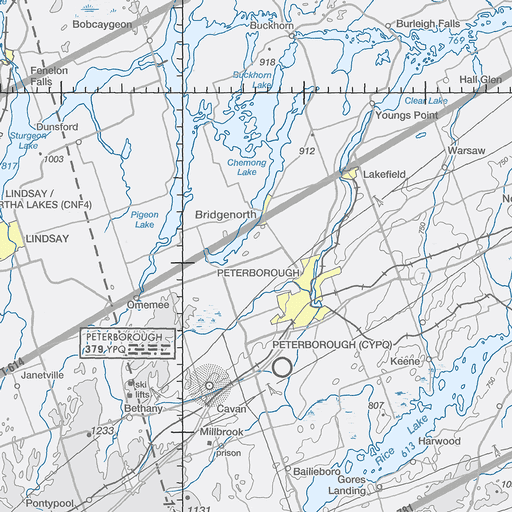 Bobcaygeon
Buckhorn
Burleigh Falls
769
918
Fenelon
Falls
Buckhorn
Lake
Hall Glen
Clear Lake
Youngs Point
Dunsford
Sturgeon
Lake
817
1003
912
Warsaw
Chemong
Lake
Lakefield
LINDSAY /
RTHA LAKES (CNF4)
Pigeon
Lake
Bridgenorth
LINDSAY
PETERBOROUGH
Omemee
PETERBOROUGH
379 YPQ
PETERBOROUGH (CYPQ)
Keene
T-614
Janetville
ski
lifts
Bethany
Cavan
807
Rice Lake
613
750
1233
Millbrook
prison
Harwood
Bailieboro
Gores
Landing
Pontypool
1131